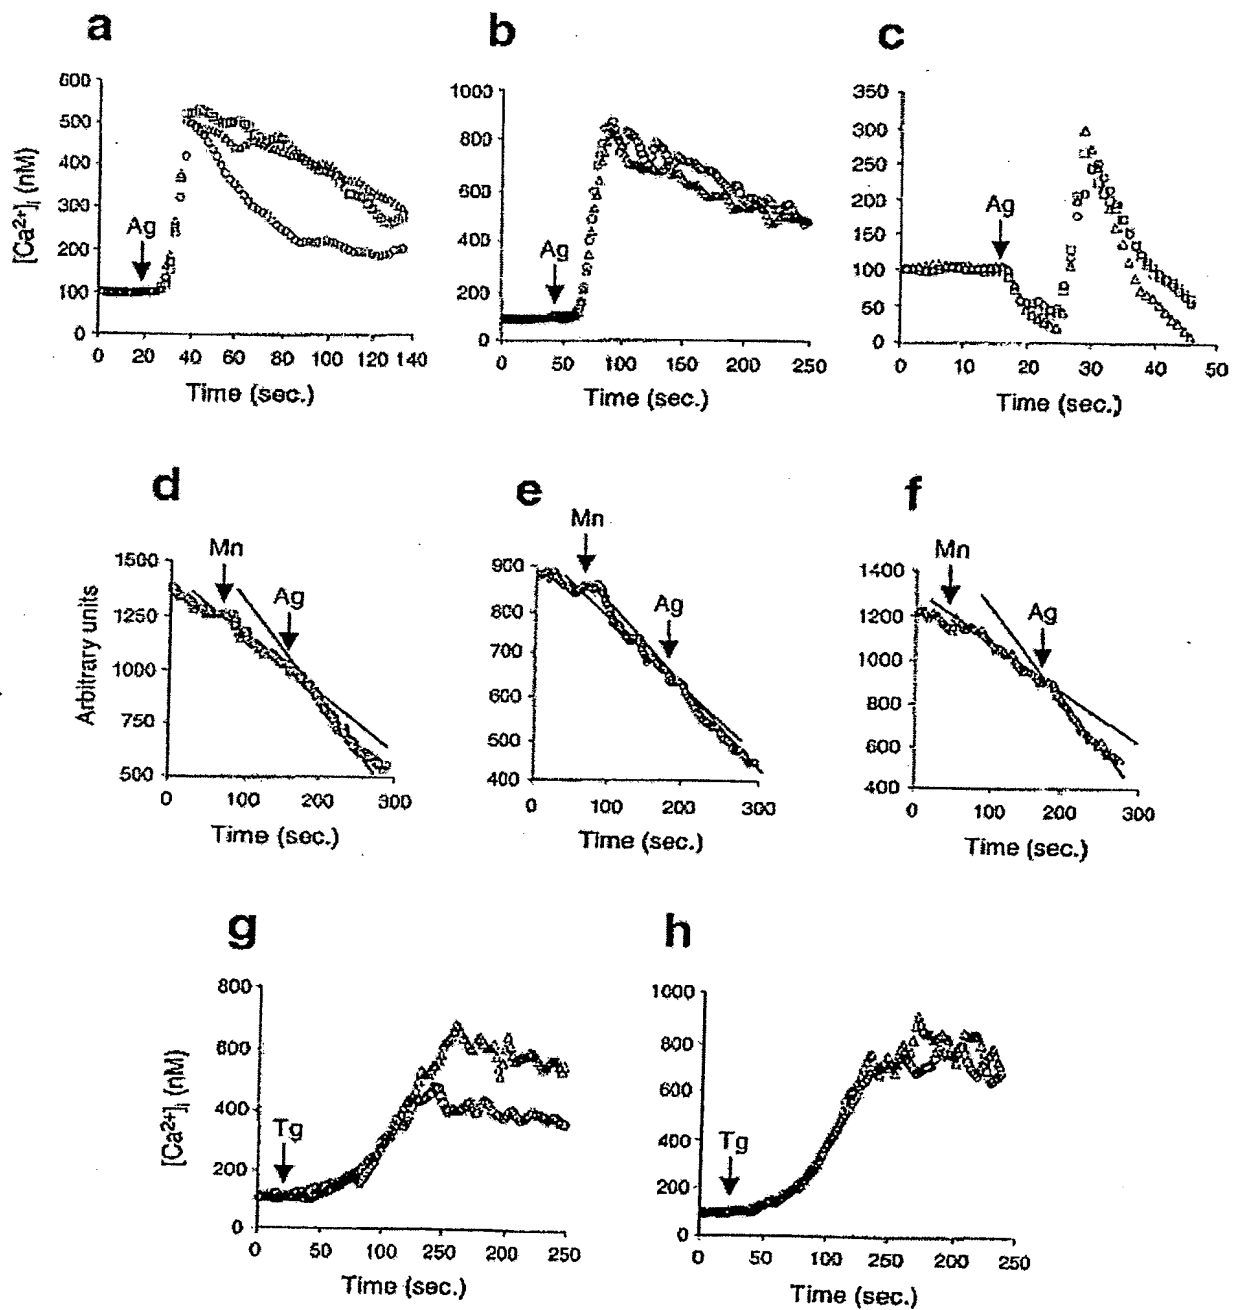 a b c
600 500 400 300 200 100 0
[Ca2+]i (nM)
Ag
0 20 40 60 80 100 120 140
Time (sec.)
1000 800 600 400 200 0
Ag
0 50 100 150 200 250
Time (sec.)
350 300 250 200 150 100 50 0
Ag
0 10 20 30 40 50
Time (sec.)
d e f
1500 1250 1000 750 500
Arbitrary units
Mn
Ag
0 100 200 300
Time (sec.)
900 800 700 600 500 400
Mn
Ag
0 100 200 300
Time (sec.)
1400 1200 1000 800 600 400
Mn
Ag
0 100 200 300
Time (sec.)
g h
800 600 400 200 0
[Ca2+]i (nM)
Tg
0 50 100 250 200 250
Time (sec.)
1000 800 600 400 200 0
Tg
0 50 100 250 200 250
Time (sec.)